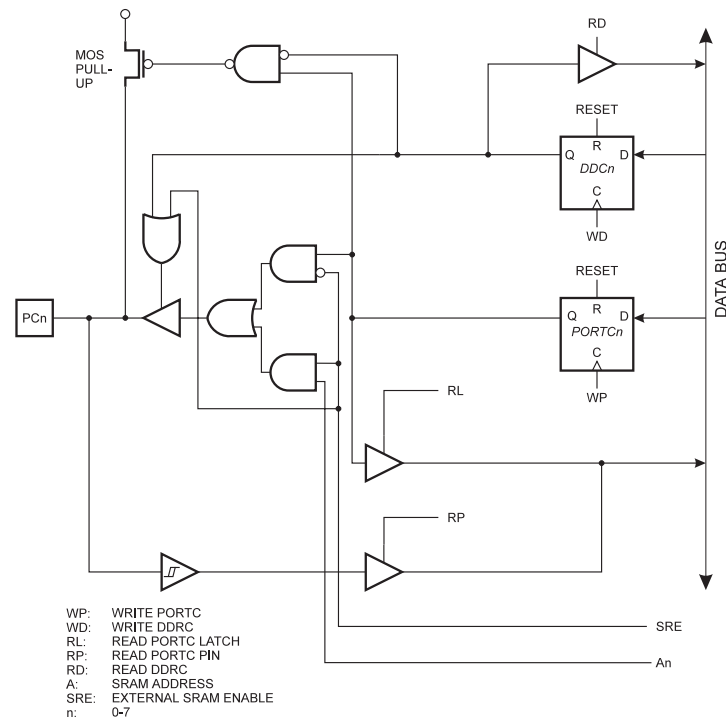 RD
MOS
PULL-
UP
RESET
R
Q
D
DDCn
C
WD
RESET
R
Q
D
PORTCn
C
WP
PCn
DATA BUS
RL
RP
WP: WRITE PORTC
WD: WRITE DDRC
RL: READ PORTC LATCH
RP: READ PORTC PIN
RD: READ DDRC
A: SRAM ADDRESS
SRE: EXTERNAL SRAM ENABLE
n: 0-7
SRE
An